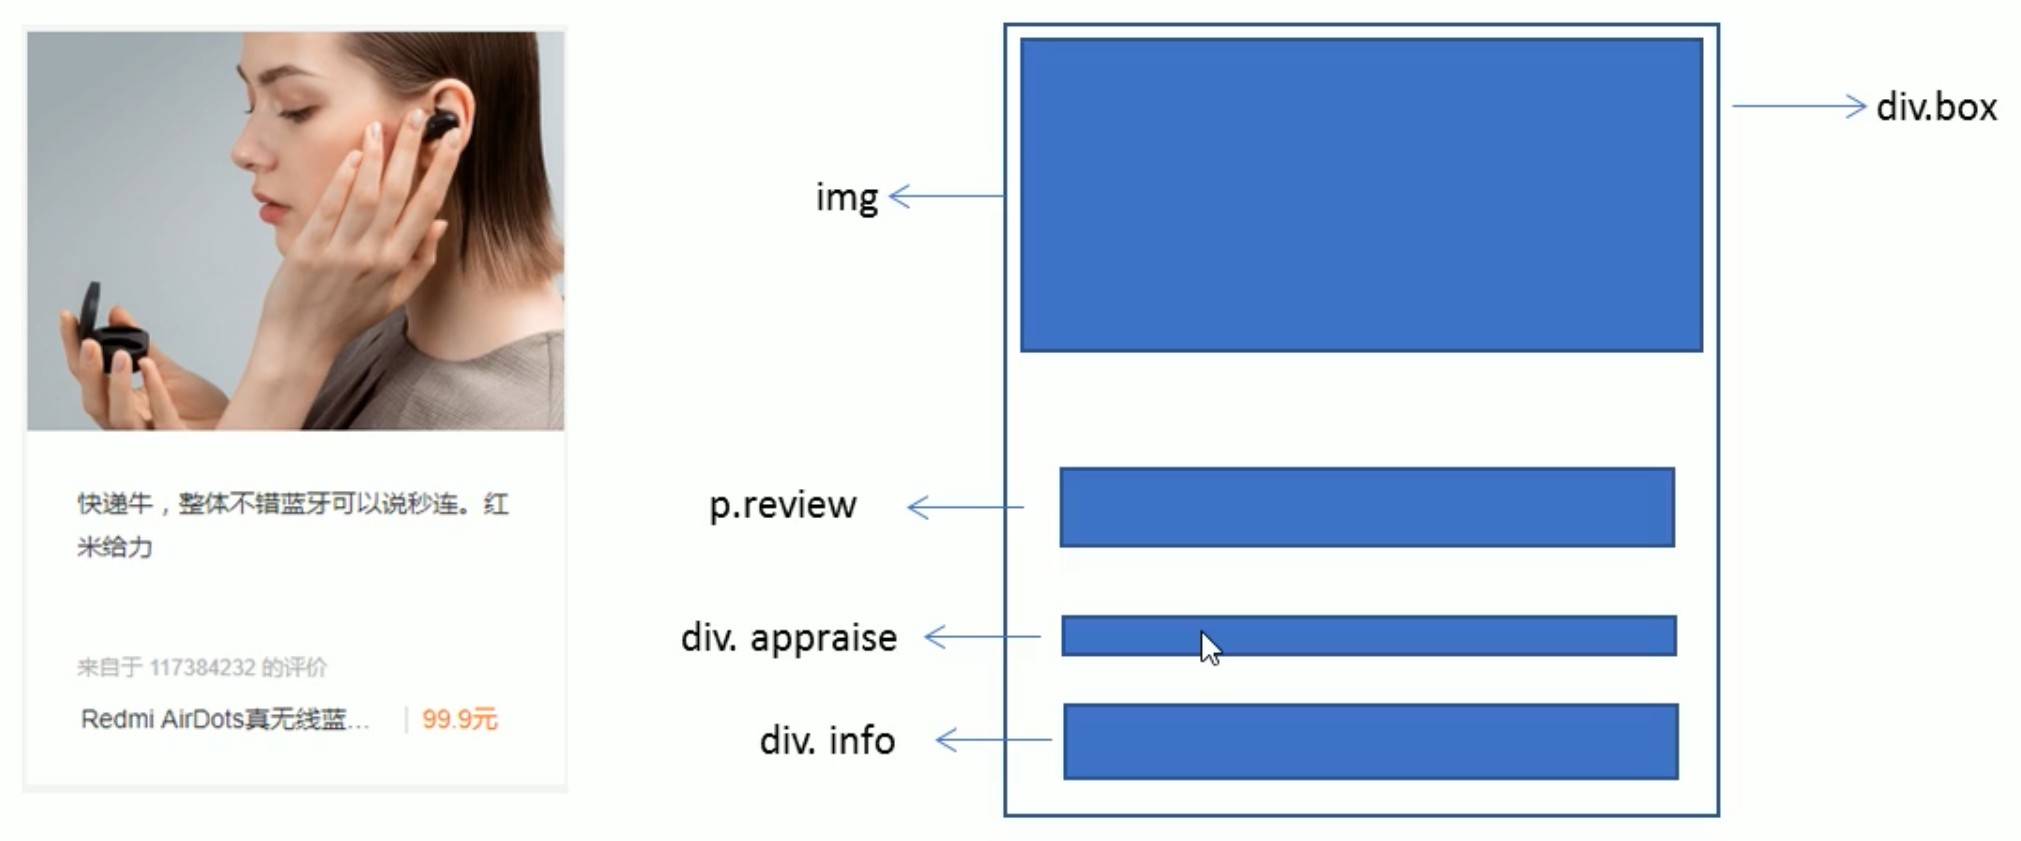 快递牛，整体不错蓝牙可以说秒连。红
米给力
来自于 117384232 的评价
Redmi AirDots真无线蓝... | 99.9元
div.box
img
p.review
div. appraise
div. info